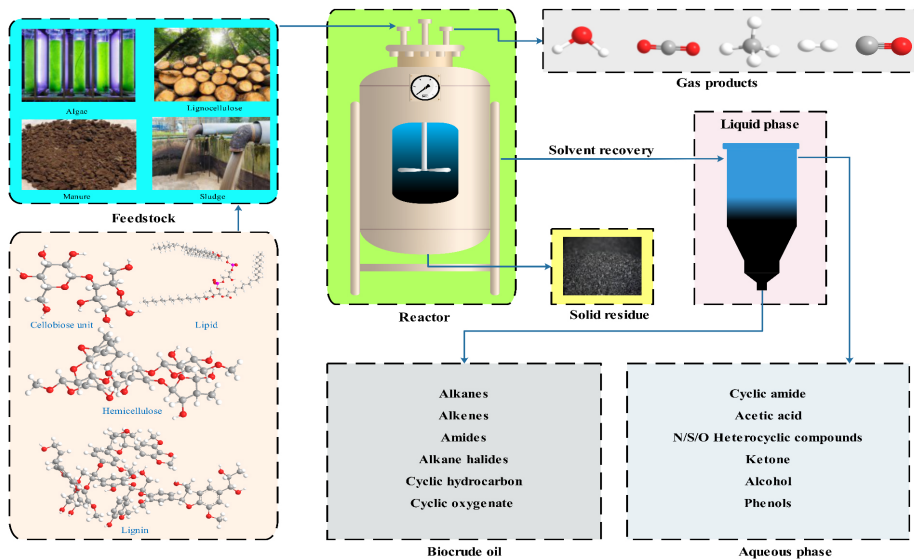 Algae
Lignocellulose
Manure
Sludge
Feedstock
Cellobiose unit
Lipid
Hemicellulose
Lignin
Reactor
Gas products
Solvent recovery
Liquid phase
Solid residue
Alkanes
Alkenes
Amides
Alkane halides
Cyclic hydrocarbon
Cyclic oxygenate
Biocrude oil
Cyclic amide
Acetic acid
N/S/O Heterocyclic compounds
Ketone
Alcohol
Phenols
Aqueous phase